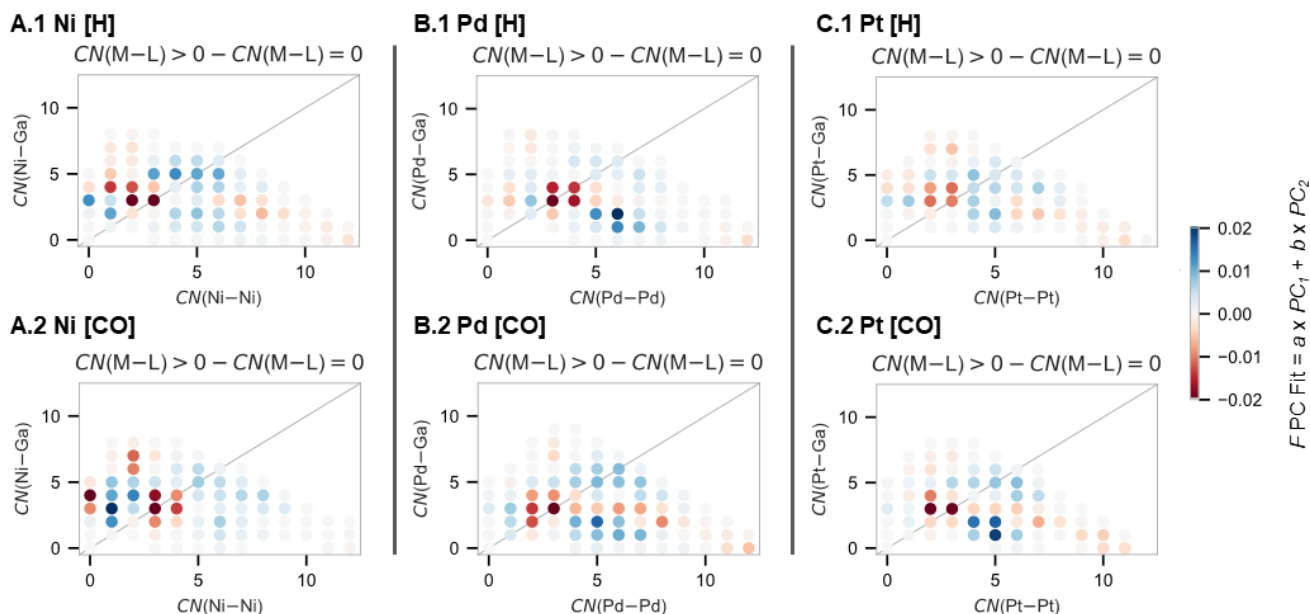 A.1 Ni [H]
CN(M−L) > 0 − CN(M−L) = 0
CN(Ni−Ga)
10
5
0
0 5 10
CN(Ni−Ni)
B.1 Pd [H]
CN(M−L) > 0 − CN(M−L) = 0
CN(Pd−Ga)
10
5
0
0 5 10
CN(Pd−Pd)
C.1 Pt [H]
CN(M−L) > 0 − CN(M−L) = 0
CN(Pt−Ga)
10
5
0
0 5 10
CN(Pt−Pt)
A.2 Ni [CO]
CN(M−L) > 0 − CN(M−L) = 0
CN(Ni−Ga)
10
5
0
0 5 10
CN(Ni−Ni)
B.2 Pd [CO]
CN(M−L) > 0 − CN(M−L) = 0
CN(Pd−Ga)
10
5
0
0 5 10
CN(Pd−Pd)
C.2 Pt [CO]
CN(M−L) > 0 − CN(M−L) = 0
CN(Pt−Ga)
10
5
0
0 5 10
CN(Pt−Pt)
0.02
0.01
0.00
−0.01
−0.02
F PC Fit = a x PC₁ + b x PC₂